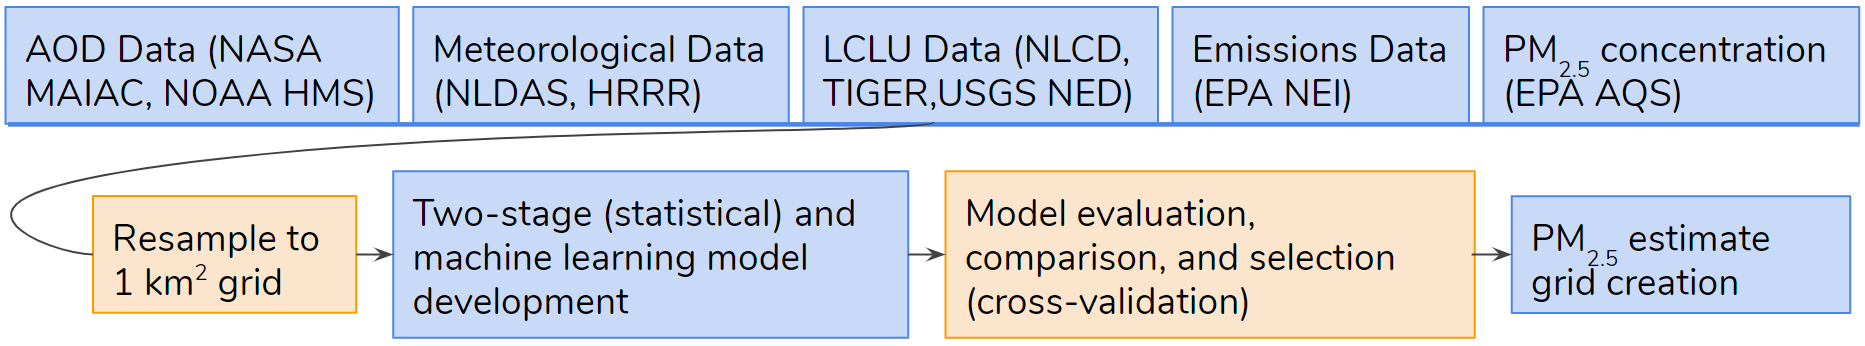 AOD Data (NASA
MAIAC, NOAA HMS)
Meteorological Data
(NLDAS, HRRR)
LCLU Data (NLCD,
TIGER,USGS NED)
Emissions Data
(EPA NEI)
PM2.5 concentration
(EPA AQS)
Resample to
1 km² grid
Two-stage (statistical) and
machine learning model
development
Model evaluation,
comparison, and selection
(cross-validation)
PM2.5 estimate
grid creation